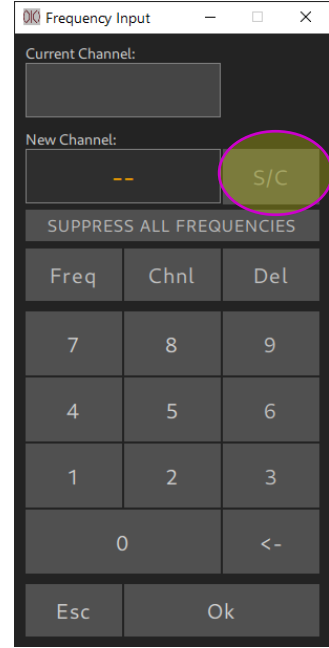 Frequency Input
Current Channel:
New Channel:
-- S/C
SUPPRESS ALL FREQUENCIES
Freq Chnl Del
7 8 9
4 5 6
1 2 3
0 <-
Esc Ok